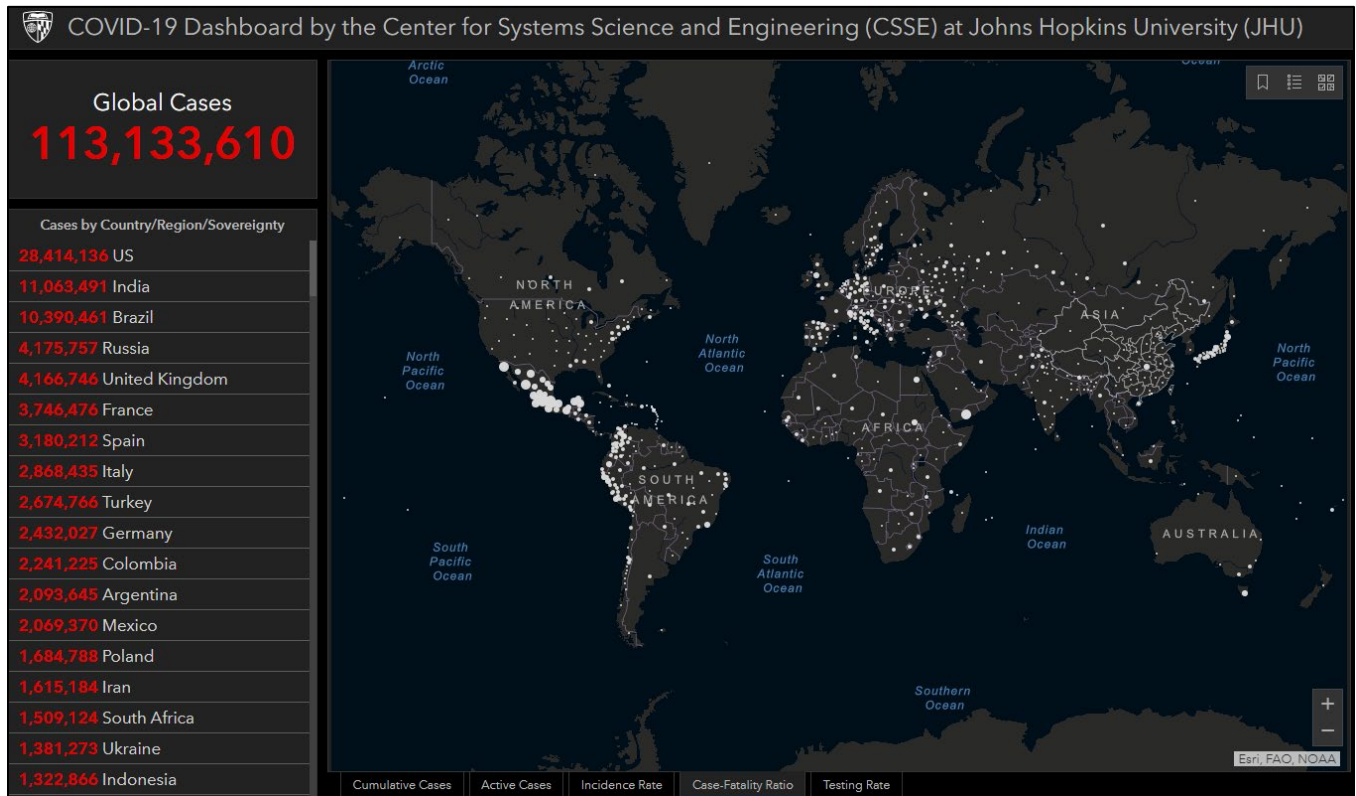 COVID-19 Dashboard by the Center for Systems Science and Engineering (CSSE) at Johns Hopkins University (JHU)
Global Cases
113,133,610
Cases by Country/Region/Sovereignty
28,414,136 US
11,063,491 India
10,390,461 Brazil
4,175,757 Russia
4,166,746 United Kingdom
3,746,476 France
3,180,212 Spain
2,868,435 Italy
2,674,766 Turkey
2,432,027 Germany
2,241,225 Colombia
2,093,645 Argentina
2,069,370 Mexico
1,684,788 Poland
1,615,184 Iran
1,509,124 South Africa
1,381,273 Ukraine
1,322,866 Indonesia
Arctic
Ocean
Ocean
NORTH
AMERICA
EUROPE
ASIA
North
Pacific
Ocean
North
Atlantic
Ocean
North
Pacific
Ocean
AFRICA
SOUTH
AMERICA
South
Pacific
Ocean
South
Atlantic
Ocean
Indian
Ocean
AUSTRALIA
Southern
Ocean
+
−
Esri, FAO, NOAA
Cumulative Cases
Active Cases
Incidence Rate
Case-Fatality Ratio
Testing Rate